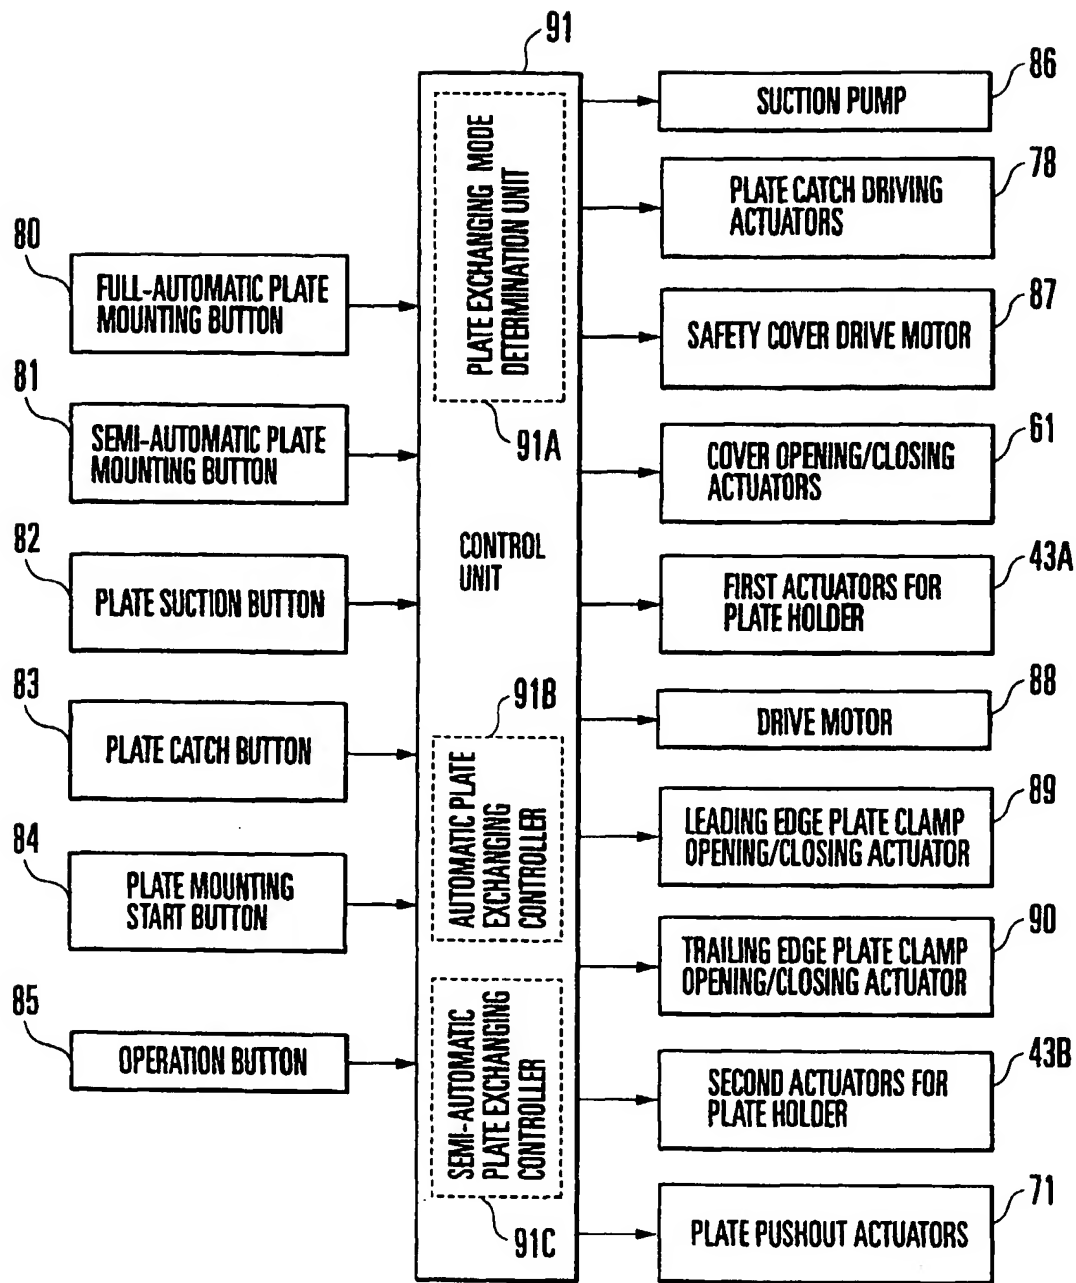 91
80
FULL-AUTOMATIC PLATE
MOUNTING BUTTON
81
SEMI-AUTOMATIC PLATE
MOUNTING BUTTON
82
PLATE SUCTION BUTTON
83
PLATE CATCH BUTTON
84
PLATE MOUNTING
START BUTTON
85
OPERATION BUTTON
PLATE EXCHANGING MODE
DETERMINATION UNIT
91A
CONTROL
UNIT
91B
AUTOMATIC PLATE
EXCHANGING
CONTROLLER
SEMI-AUTOMATIC
PLATE EXCHANGING
CONTROLLER
91C
86
SUCTION PUMP
78
PLATE CATCH DRIVING
ACTUATORS
87
SAFETY COVER DRIVE MOTOR
61
COVER OPENING/CLOSING
ACTUATORS
43A
FIRST ACTUATORS FOR
PLATE HOLDER
88
DRIVE MOTOR
89
LEADING EDGE PLATE CLAMP
OPENING/CLOSING ACTUATOR
90
TRAILING EDGE PLATE CLAMP
OPENING/CLOSING ACTUATOR
43B
SECOND ACTUATORS FOR
PLATE HOLDER
71
PLATE PUSHOUT ACTUATORS